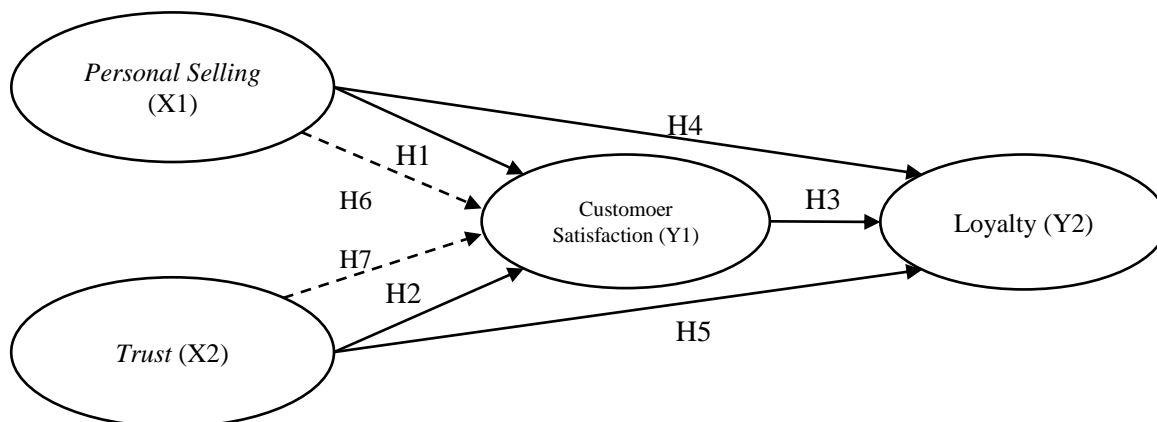 Personal Selling
(X1)
H4
H1
H6
Customoer
Satisfaction (Y1)
H3
Loyalty (Y2)
H7
H2
H5
Trust (X2)